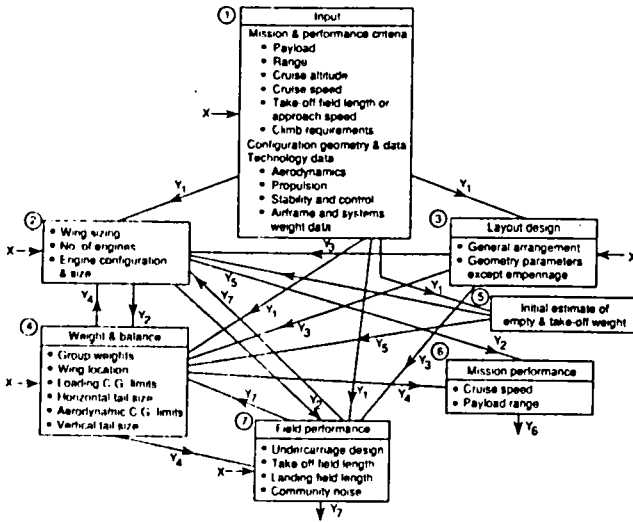 ① Input
Mission & performance criteria
• Payload
• Range
• Cruise altitude
• Cruise speed
• Take-off field length or
approach speed
• Climb requirements
Configuration geometry & data
Technology data
• Aerodynamics
• Propulsion
• Stability and control
• Airframe and systems
weight data
X
Y1
Y1
②
• Wing sizing
• No. of engines
• Engine configuration
& size
X
Y3
③
Layout design
• General arrangement
• Geometry parameters
except empennage
X
Y5
Y7
Y1
⑤
Initial estimate of
empty & take-off weight
Y4
Y2
④
Weight & balance
• Group weights
• Wing location
• Loading C.G. limits
• Horizontal tail size
• Aerodynamic C.G. limits
• Vertical tail size
X
Y1
Y3
Y5
Y3
Y2
⑥
Mission performance
• Cruise speed
• Payload range
Y4
Y6
Y7
Y1
⑦
Field performance
• Undercarriage design
• Take off field length
• Landing field length
• Community noise
Y4
X
Y7